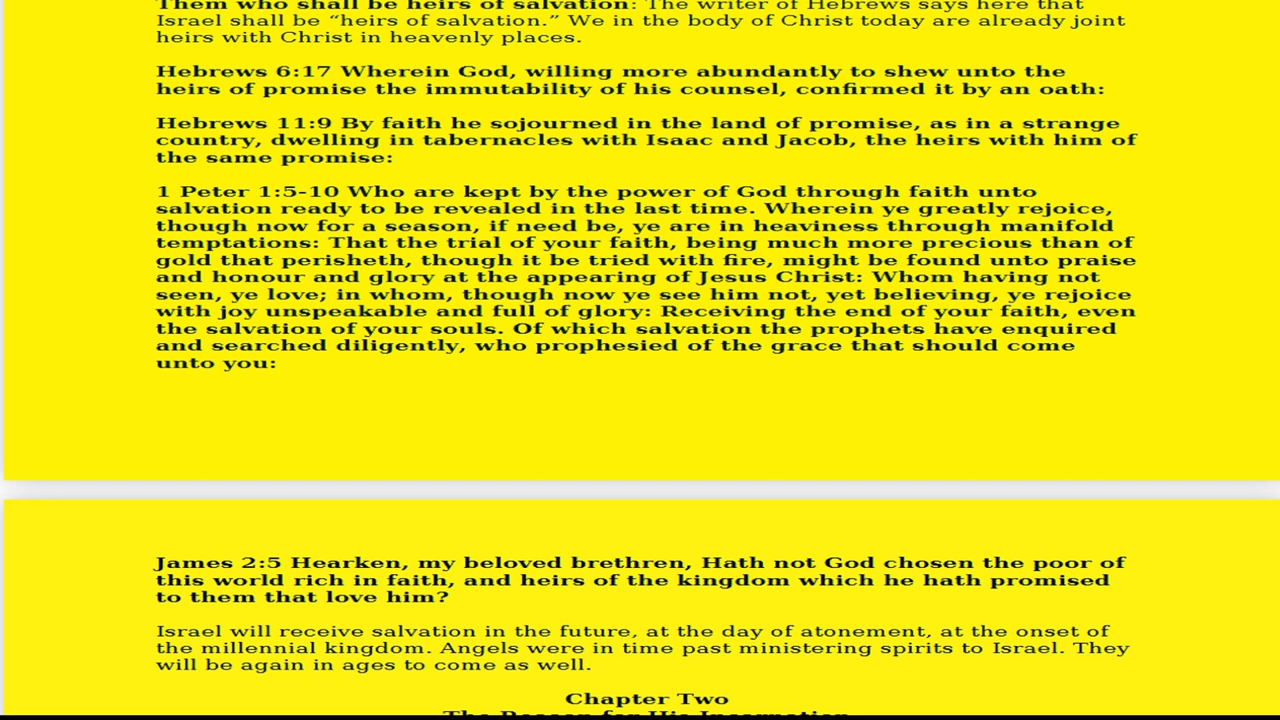 Them who shall be heirs of salvation: The writer of Hebrews says here that
Israel shall be “heirs of salvation.” We in the body of Christ today are already joint
heirs with Christ in heavenly places.
Hebrews 6:17 Wherein God, willing more abundantly to shew unto the
heirs of promise the immutability of his counsel, confirmed it by an oath:
Hebrews 11:9 By faith he sojourned in the land of promise, as in a strange
country, dwelling in tabernacles with Isaac and Jacob, the heirs with him of
the same promise:
1 Peter 1:5-10 Who are kept by the power of God through faith unto
salvation ready to be revealed in the last time. Wherein ye greatly rejoice,
though now for a season, if need be, ye are in heaviness through manifold
temptations: That the trial of your faith, being much more precious than of
gold that perisheth, though it be tried with fire, might be found unto praise
and honour and glory at the appearing of Jesus Christ: Whom having not
seen, ye love; in whom, though now ye see him not, yet believing, ye rejoice
with joy unspeakable and full of glory: Receiving the end of your faith, even
the salvation of your souls. Of which salvation the prophets have enquired
and searched diligently, who prophesied of the grace that should come
unto you:
James 2:5 Hearken, my beloved brethren, Hath not God chosen the poor of
this world rich in faith, and heirs of the kingdom which he hath promised
to them that love him?
Israel will receive salvation in the future, at the day of atonement, at the onset of
the millennial kingdom. Angels were in time past ministering spirits to Israel. They
will be again in ages to come as well.
Chapter Two
The Reason for His Incarnation